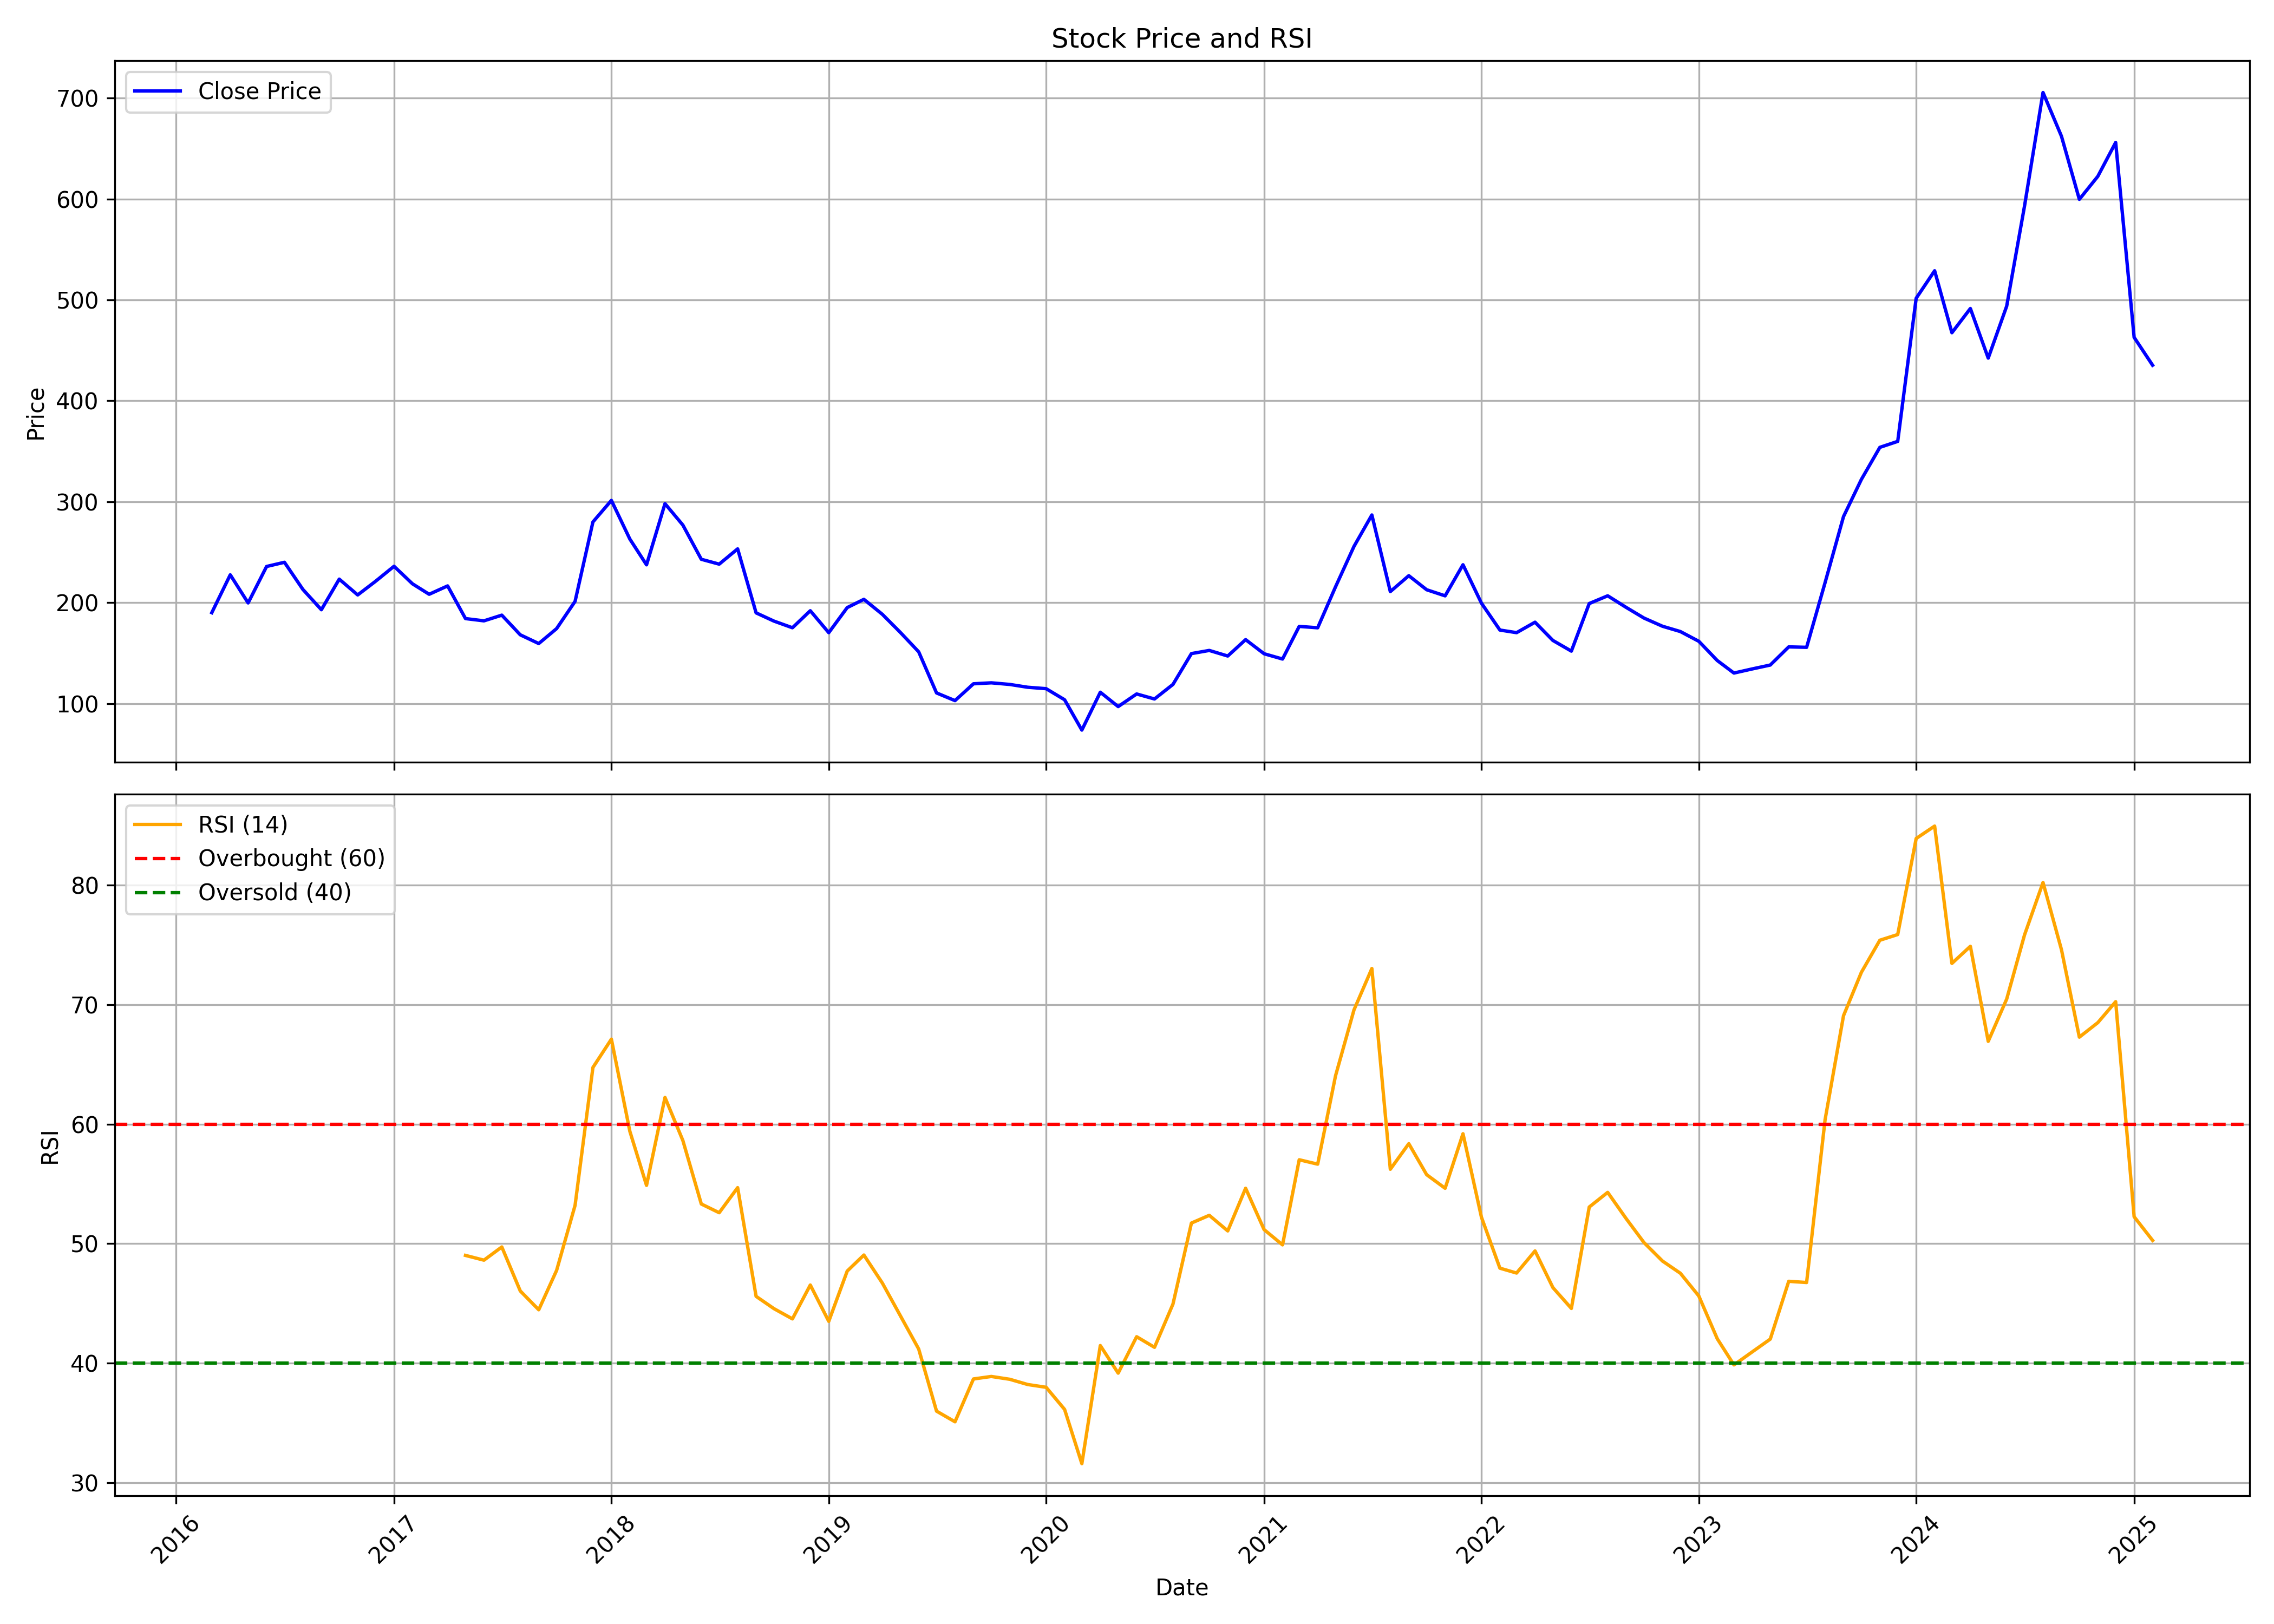 Stock Price and RSI
Close Price
700
600
500
400
300
200
100
Price
RSI (14)
Overbought (60)
Oversold (40)
80
70
60
50
40
30
RSI
2016
2017
2018
2019
2020
2021
2022
2023
2024
2025
Date